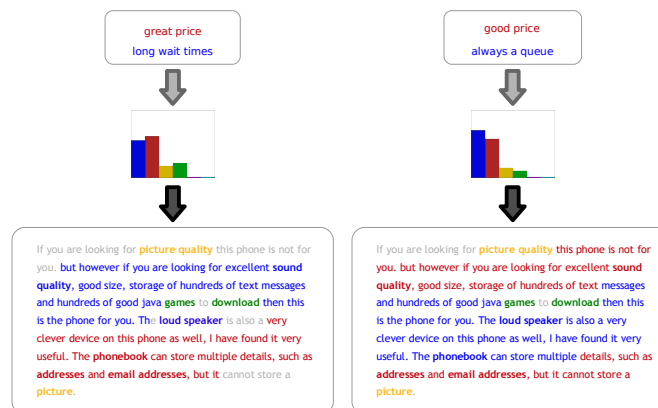 great price
long wait times
good price
always a queue
If you are looking for picture quality this phone is not for
you. but however if you are looking for excellent sound
quality, good size, storage of hundreds of text messages
and hundreds of good java games to download then this
is the phone for you. The loud speaker is also a very
clever device on this phone as well, I have found it very
useful. The phonebook can store multiple details, such as
addresses and email addresses, but it cannot store a
picture.
If you are looking for picture quality this phone is not for
you. but however if you are looking for excellent sound
quality, good size, storage of hundreds of text messages
and hundreds of good java games to download then this
is the phone for you. The loud speaker is also a very
clever device on this phone as well, I have found it very
useful. The phonebook can store multiple details, such as
addresses and email addresses, but it cannot store a
picture.